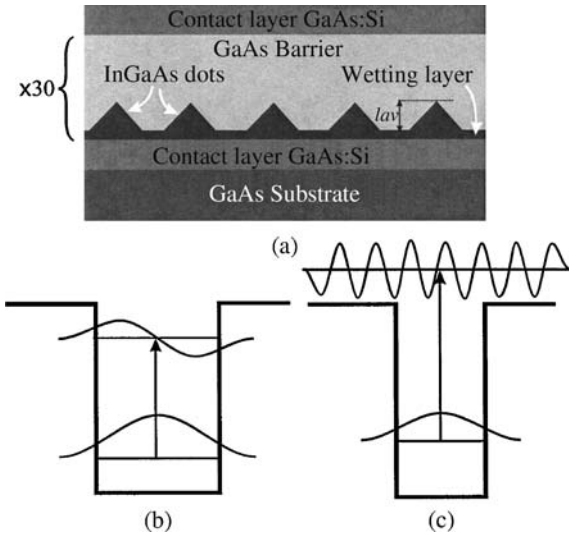 Contact layer GaAs:Si
GaAs Barrier
x30
InGaAs dots
Wetting layer
lav
Contact layer GaAs:Si
GaAs Substrate
(a)
(b)
(c)